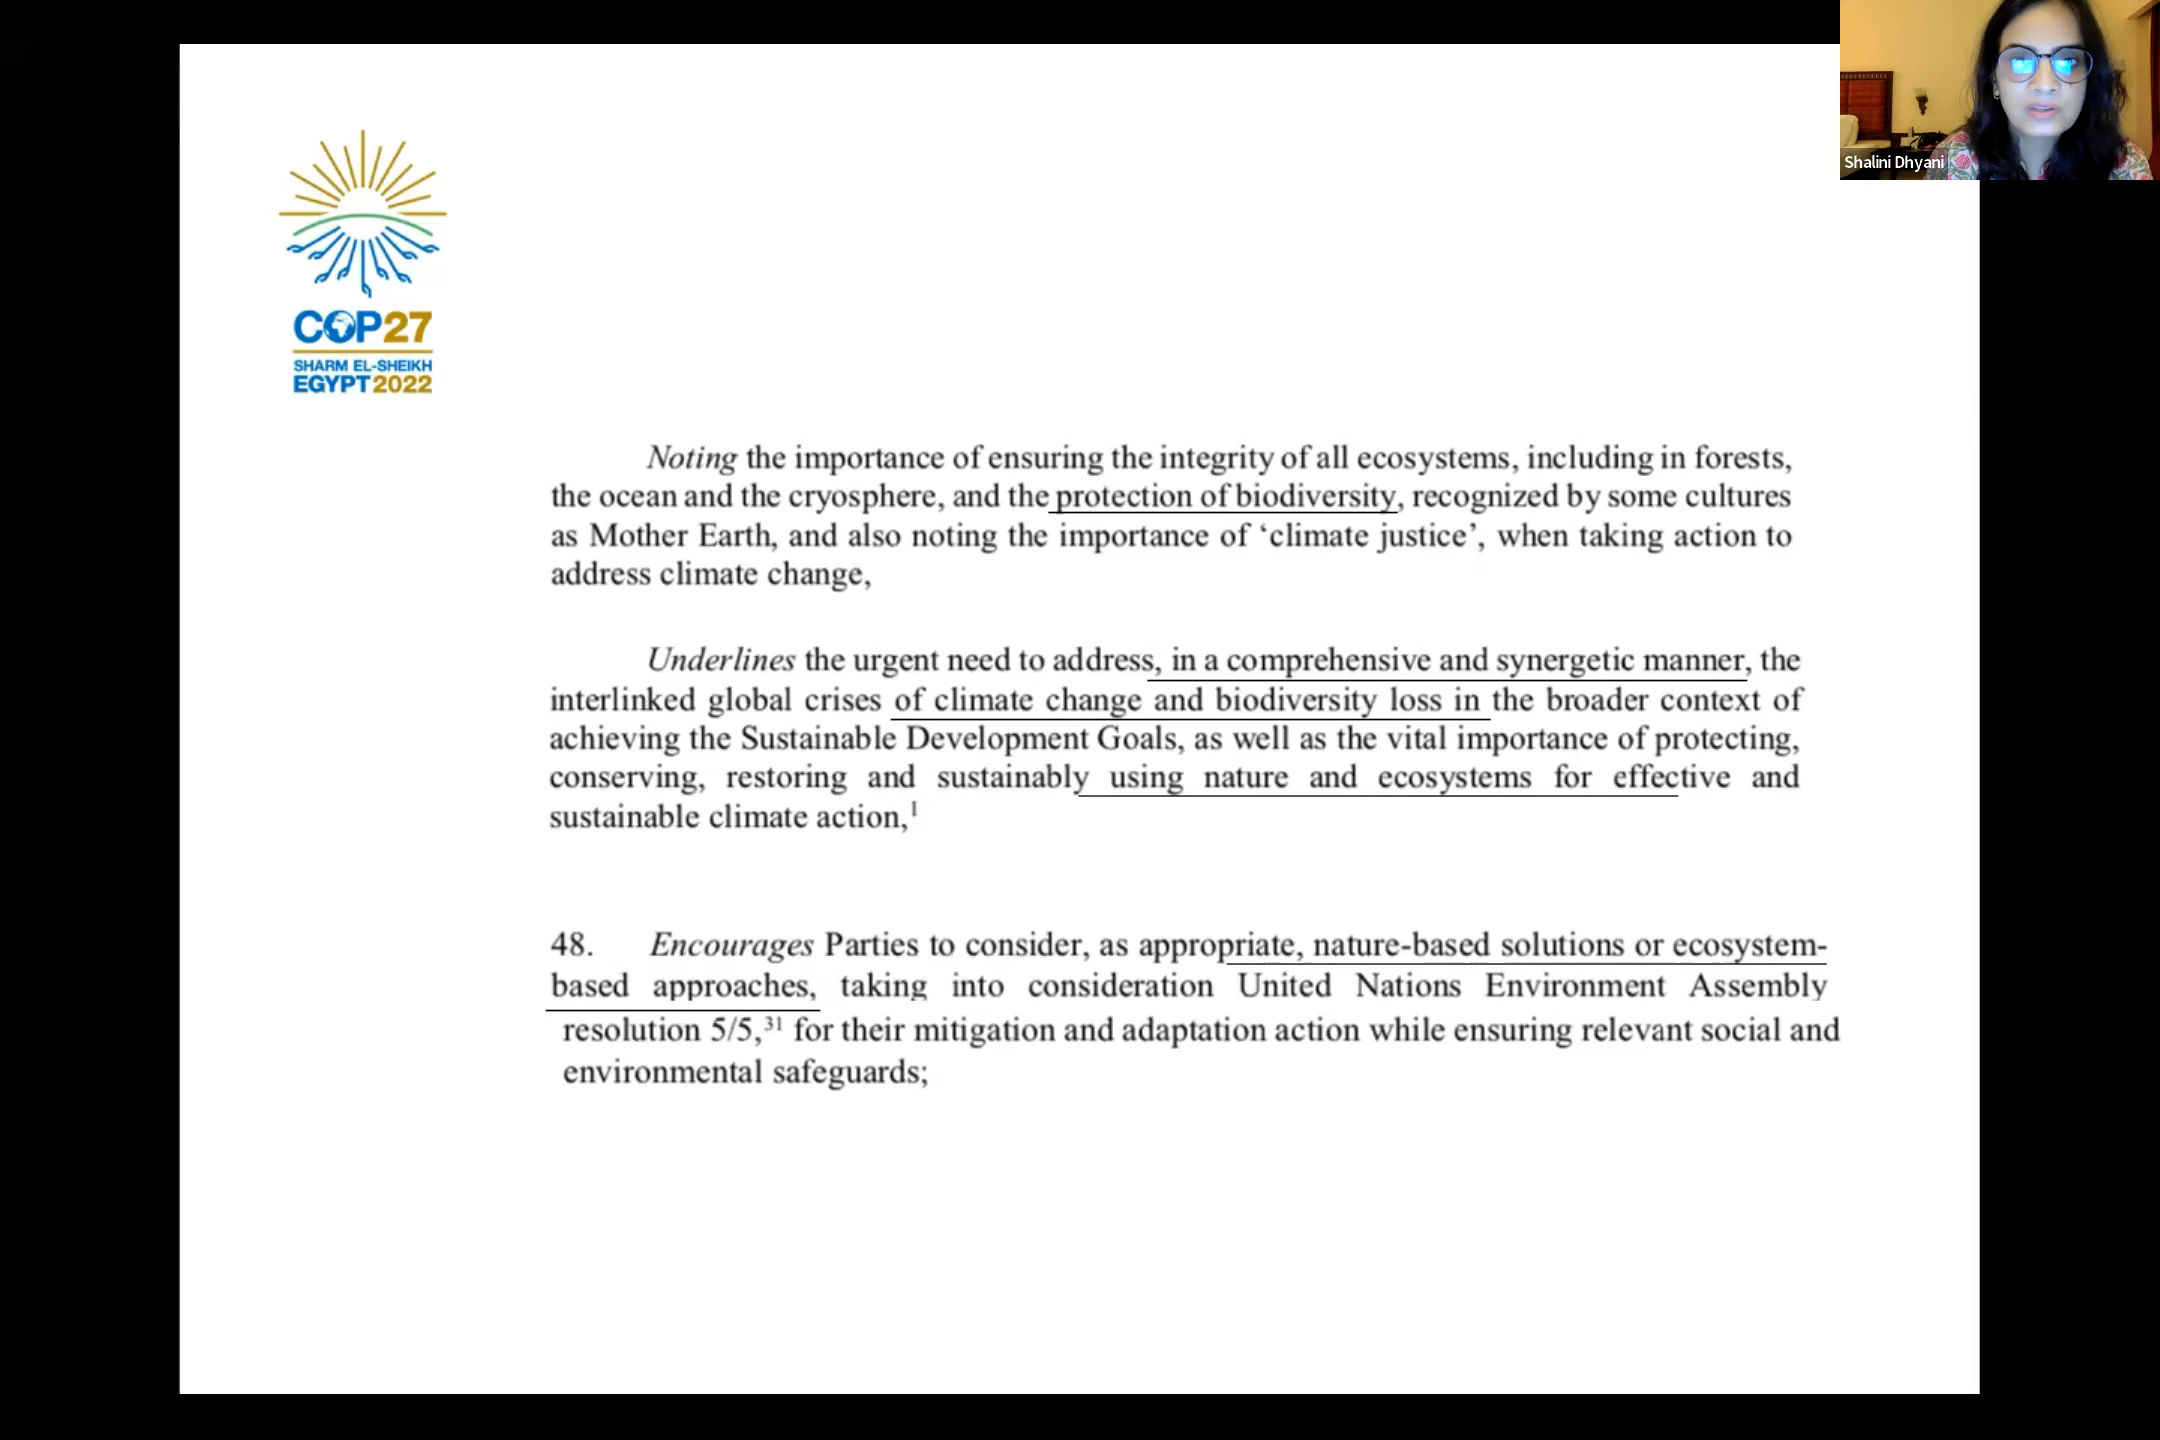 Shalini Dhyani
COP27
SHARM EL-SHEIKH
EGYPT 2022
Noting the importance of ensuring the integrity of all ecosystems, including in forests,
the ocean and the cryosphere, and the protection of biodiversity, recognized by some cultures
as Mother Earth, and also noting the importance of ‘climate justice’, when taking action to
address climate change,
Underlines the urgent need to address, in a comprehensive and synergetic manner, the
interlinked global crises of climate change and biodiversity loss in the broader context of
achieving the Sustainable Development Goals, as well as the vital importance of protecting,
conserving, restoring and sustainably using nature and ecosystems for effective and
sustainable climate action,¹
48. Encourages Parties to consider, as appropriate, nature-based solutions or ecosystem-
based approaches, taking into consideration United Nations Environment Assembly
resolution 5/5,³¹ for their mitigation and adaptation action while ensuring relevant social and
environmental safeguards;